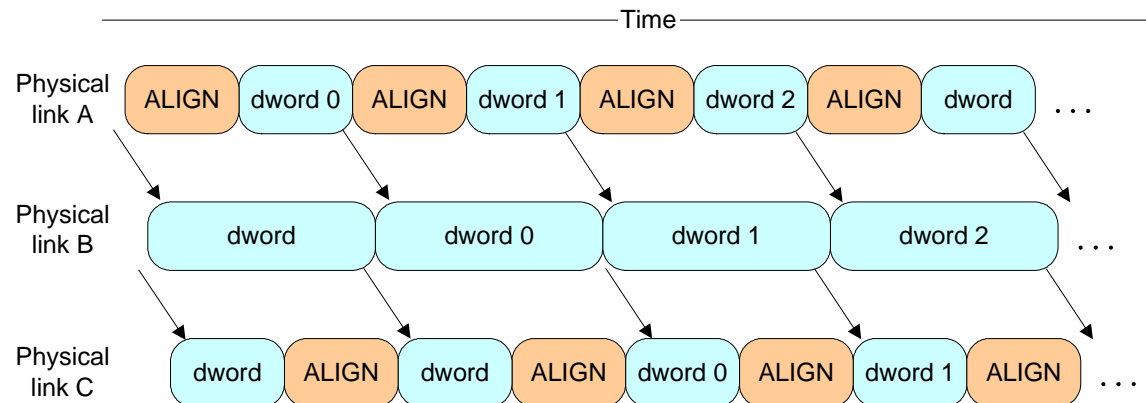 Time
Physical
link A
ALIGN dword 0 ALIGN dword 1 ALIGN dword 2 ALIGN dword . . .
Physical
link B
dword dword 0 dword 1 dword 2 . . .
Physical
link C
dword ALIGN dword ALIGN dword 0 ALIGN dword 1 ALIGN . . .